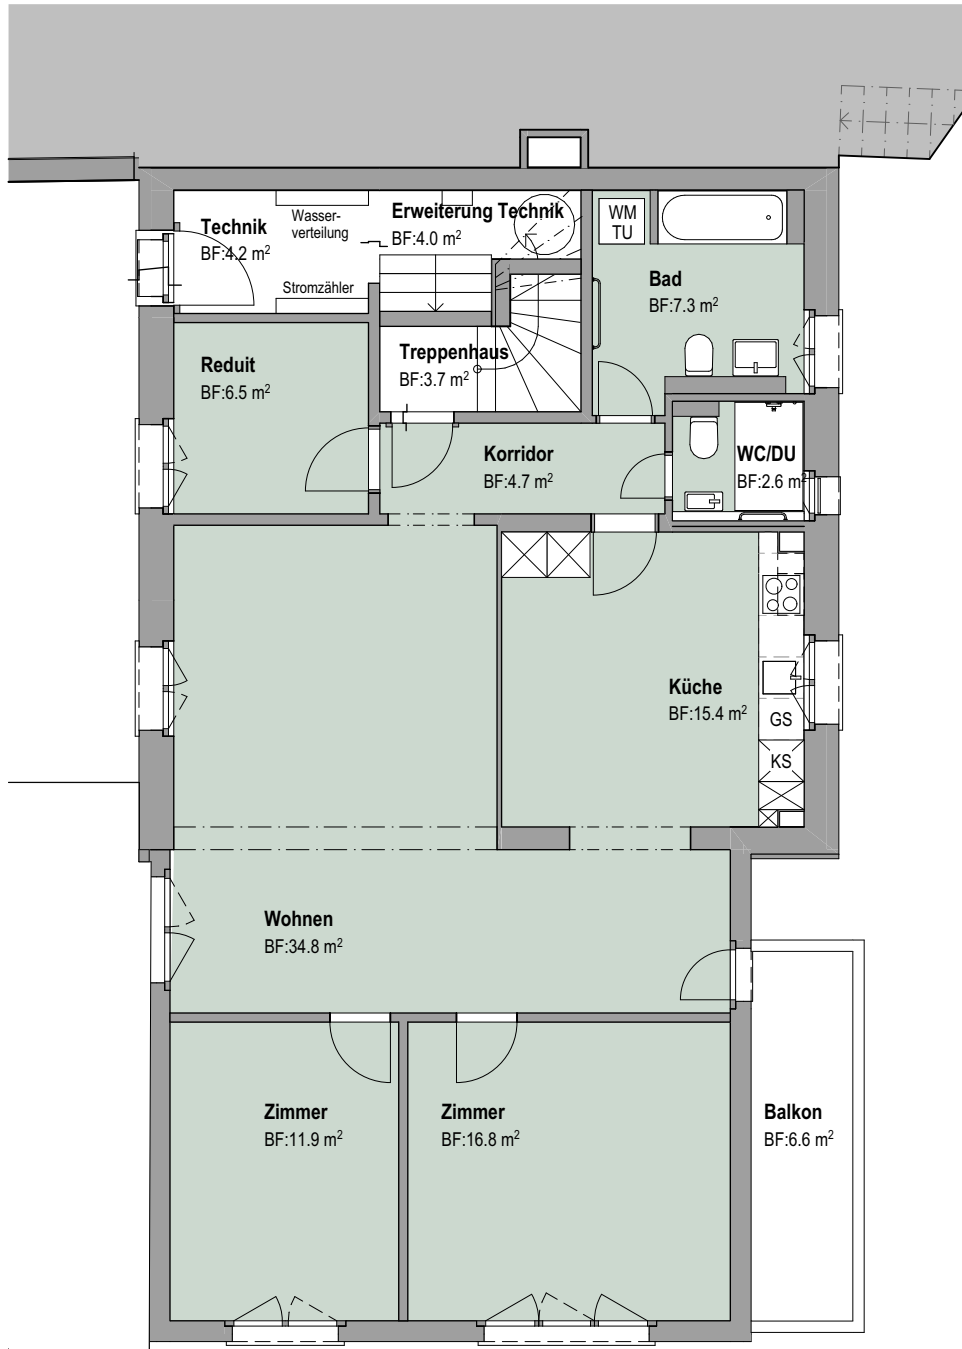 Technik
BF:4.2 m²
Wasser-
verteilung
Stromzähler
Erweiterung Technik
BF:4.0 m²
WM
TU
Bad
BF:7.3 m²
Reduit
BF:6.5 m²
Treppenhaus
BF:3.7 m²
Korridor
BF:4.7 m²
WC/DU
BF:2.6 m²
Küche
BF:15.4 m²
GS
KS
Wohnen
BF:34.8 m²
Zimmer
BF:11.9 m²
Zimmer
BF:16.8 m²
Balkon
BF:6.6 m²